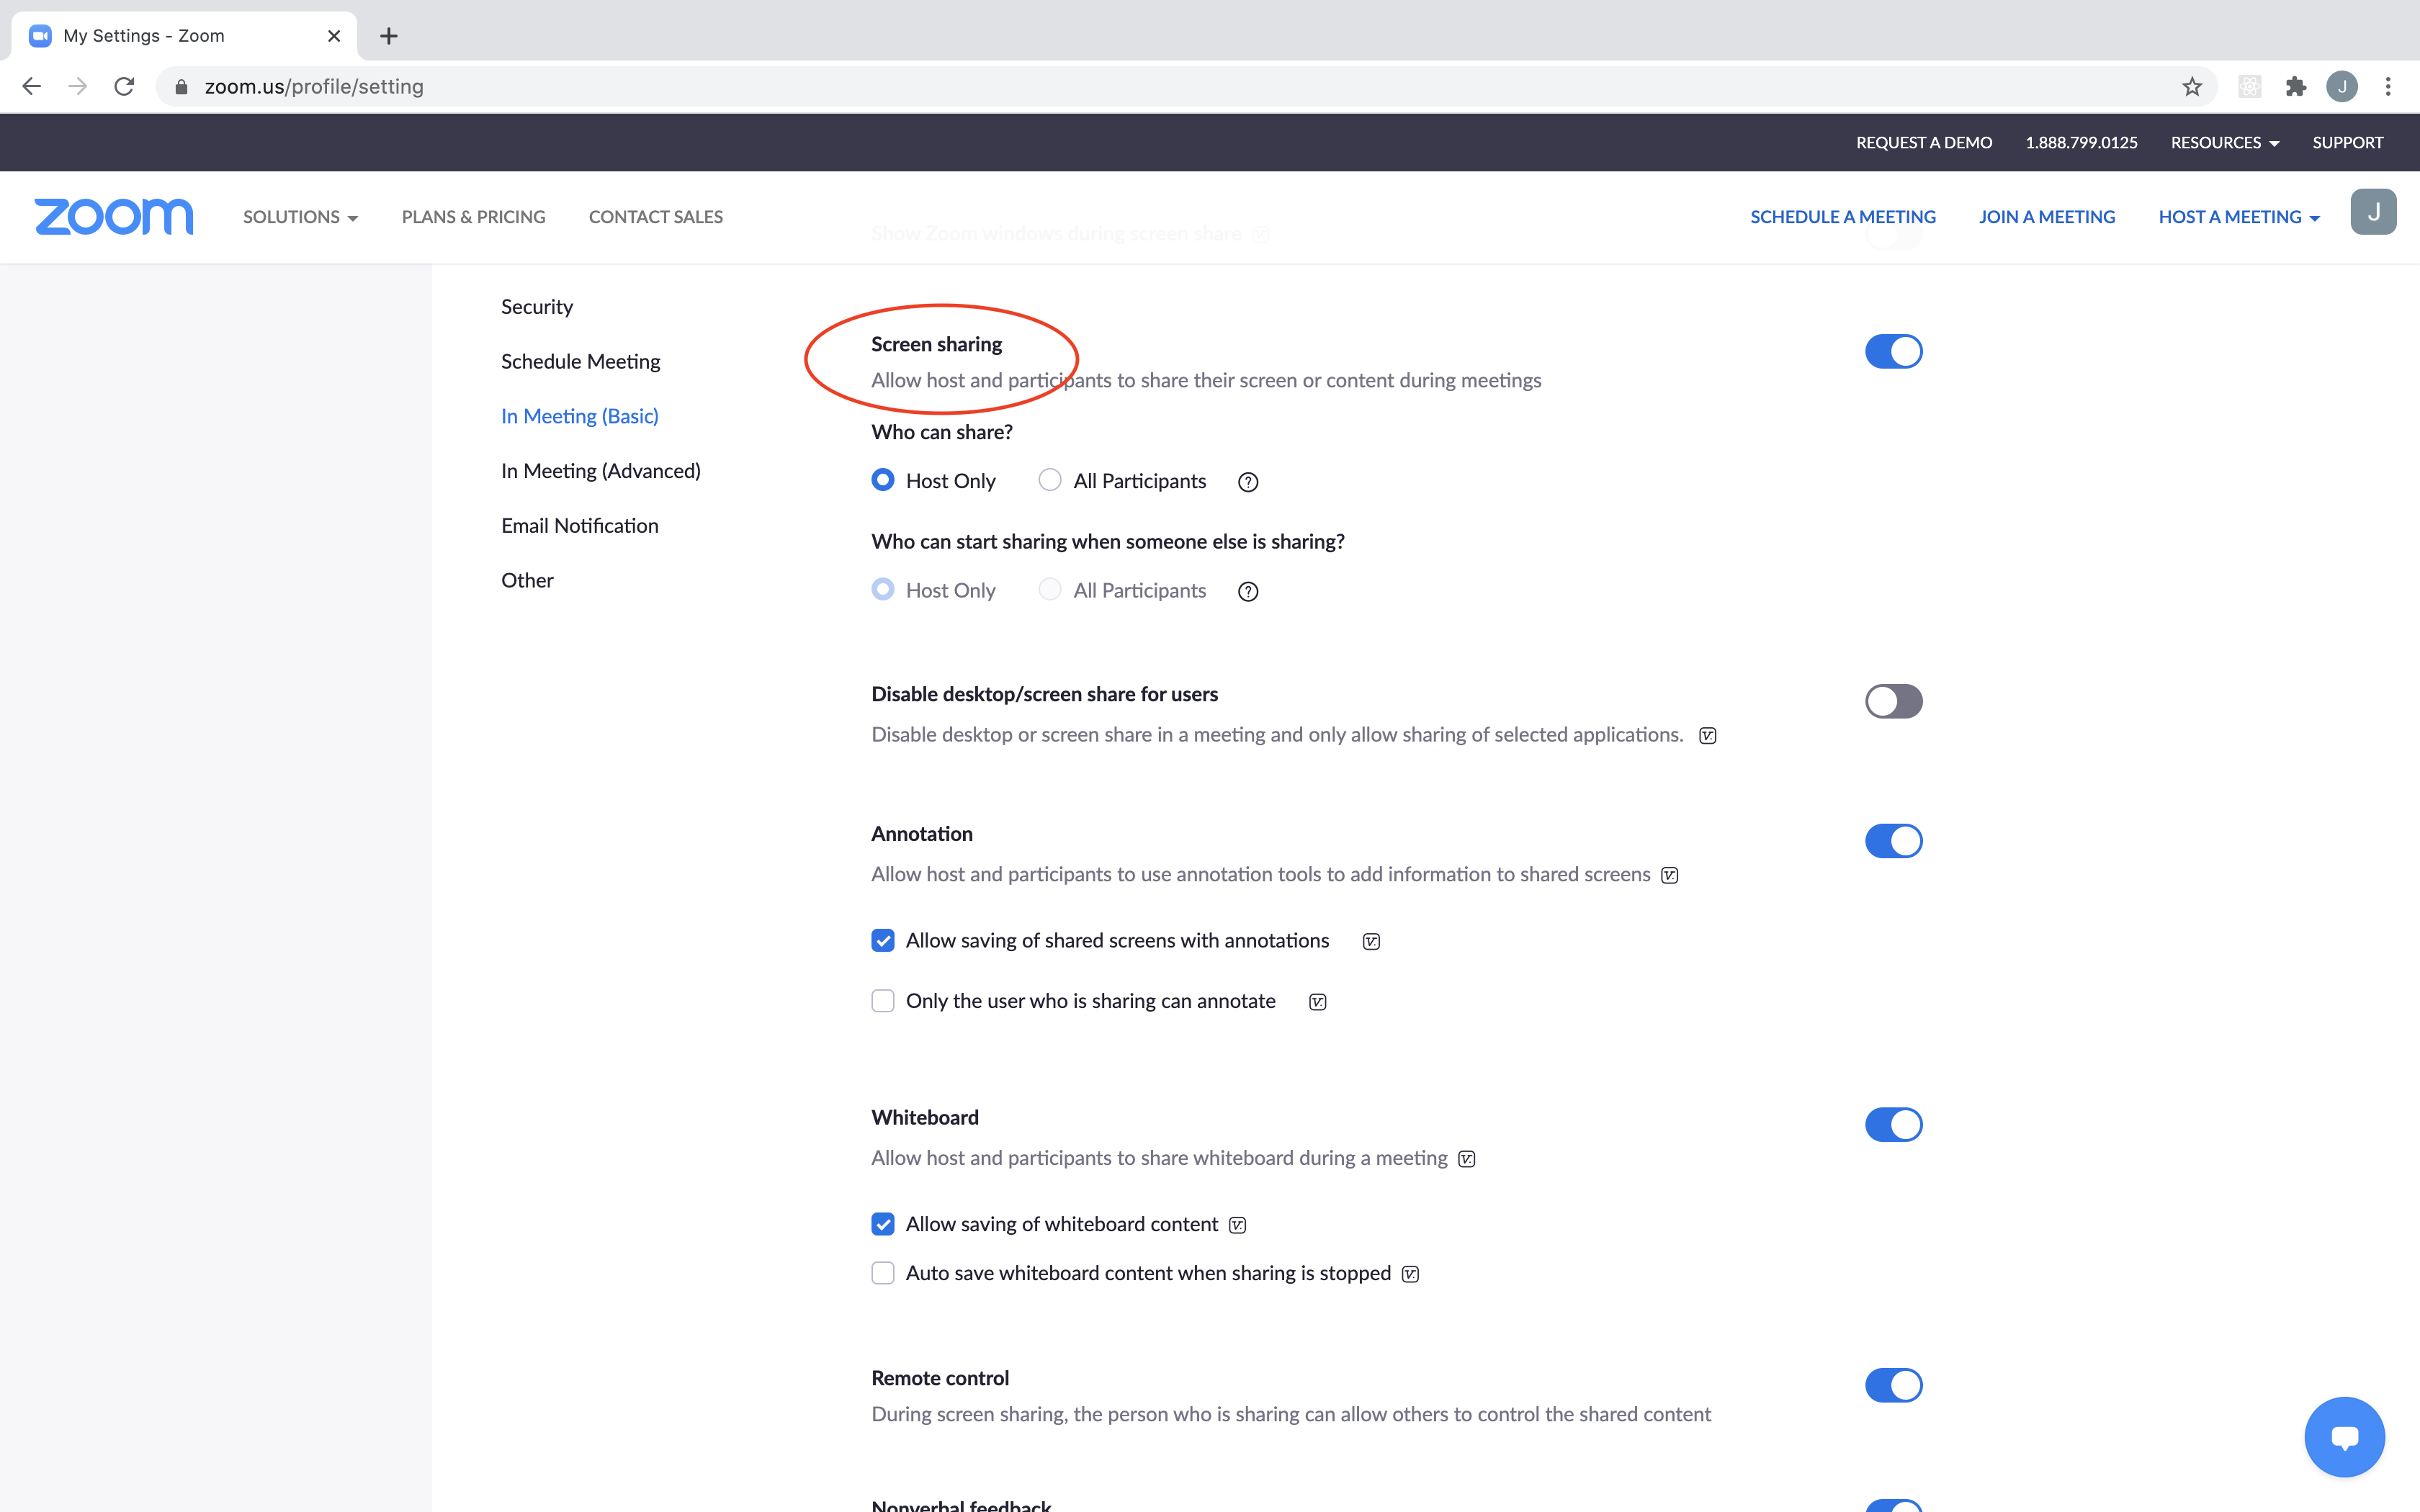 My Settings - Zoom
zoom.us/profile/setting
J
REQUEST A DEMO 1.888.799.0125 RESOURCES SUPPORT
zoom SOLUTIONS PLANS & PRICING CONTACT SALES SCHEDULE A MEETING JOIN A MEETING HOST A MEETING J
Show Zoom windows during screen share
Security
Schedule Meeting
In Meeting (Basic)
In Meeting (Advanced)
Email Notification
Other
Screen sharing
Allow host and participants to share their screen or content during meetings
Who can share?
Host Only All Participants ?
Who can start sharing when someone else is sharing?
Host Only All Participants ?
Disable desktop/screen share for users
Disable desktop or screen share in a meeting and only allow sharing of selected applications.
Annotation
Allow host and participants to use annotation tools to add information to shared screens
Allow saving of shared screens with annotations
Only the user who is sharing can annotate
Whiteboard
Allow host and participants to share whiteboard during a meeting
Allow saving of whiteboard content
Auto save whiteboard content when sharing is stopped
Remote control
During screen sharing, the person who is sharing can allow others to control the shared content
Nonverbal feedback